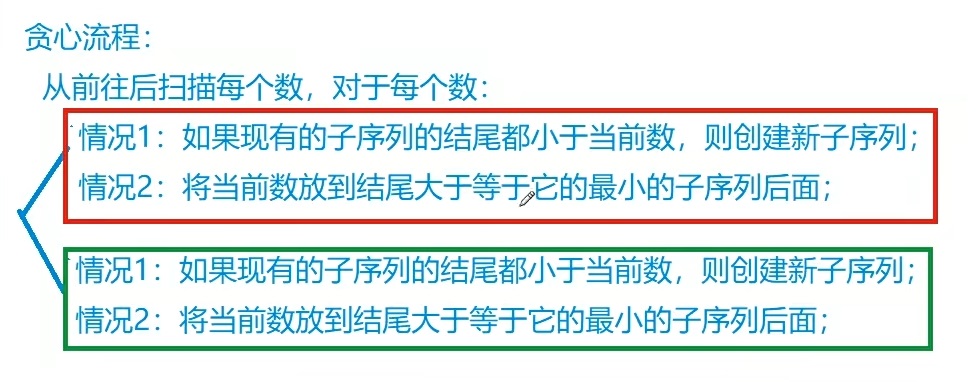 贪心流程：
从前往后扫描每个数，对于每个数：
情况1：如果现有的子序列的结尾都小于当前数，则创建新子序列；
情况2：将当前数放到结尾大于等于它的最小的子序列后面；
情况1：如果现有的子序列的结尾都小于当前数，则创建新子序列；
情况2：将当前数放到结尾大于等于它的最小的子序列后面；